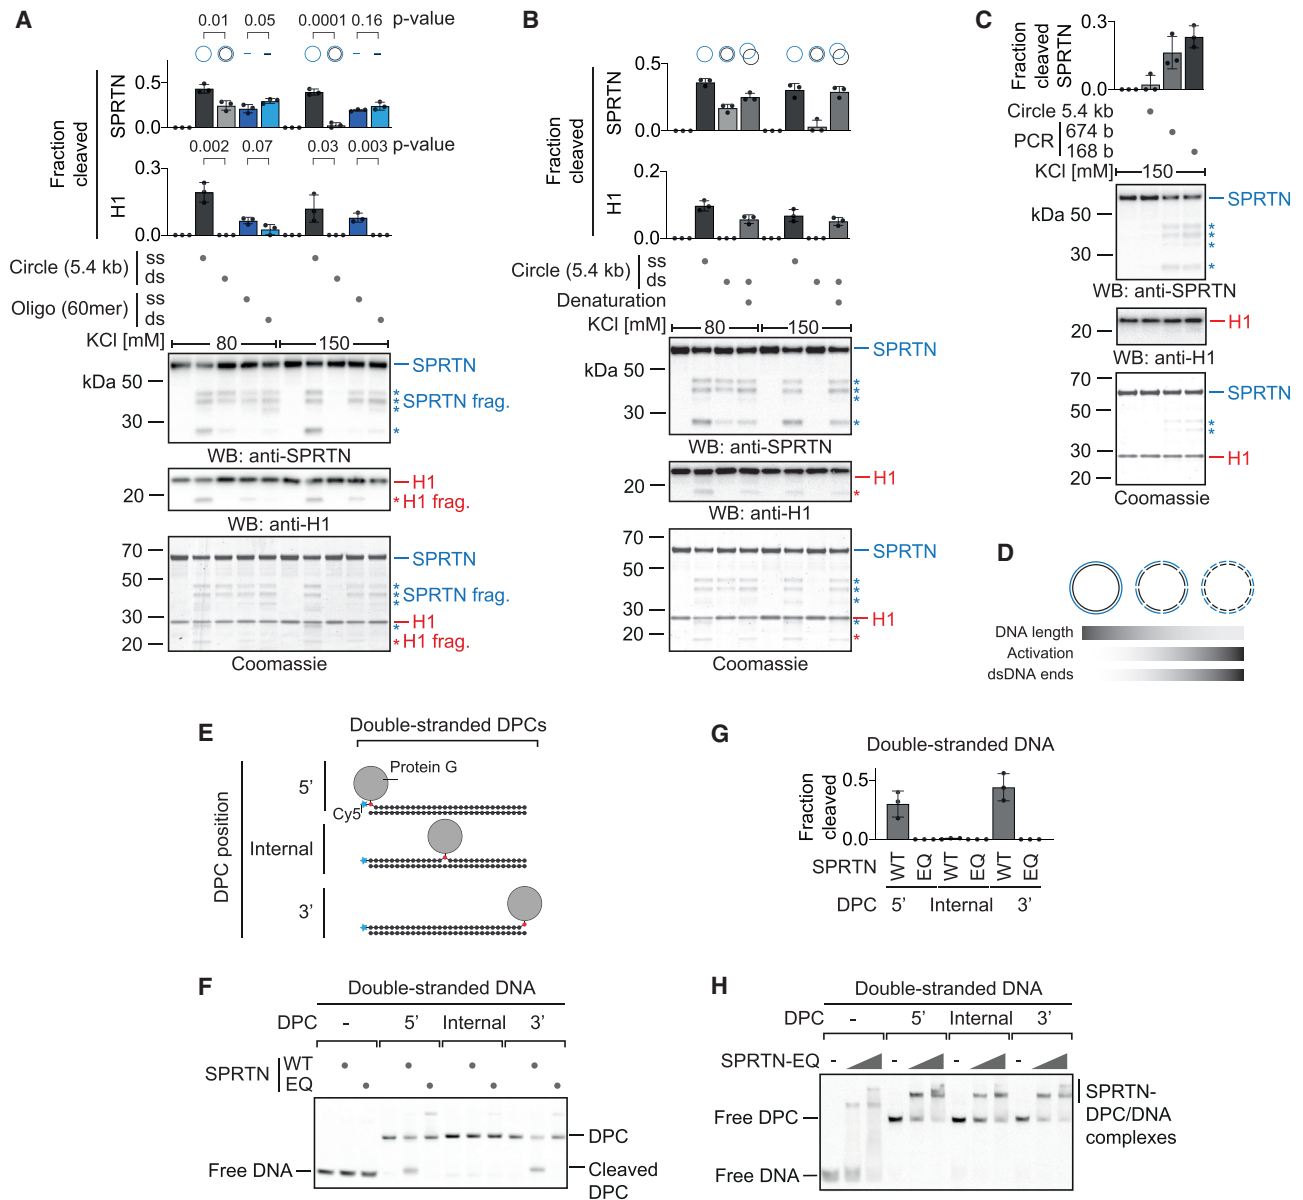 A
0.01 0.05 0.0001 0.16 p-value
Fraction cleaved
SPRTN
0.5
0.0
0.002 0.07 0.03 0.003 p-value
H1
0.3
0.0
Circle (5.4 kb) ss
ds
Oligo (60mer) ss
ds
KCl [mM] 80 150
kDa 50
30
SPRTN
* SPRTN frag.
*
*
*
WB: anti-SPRTN
20
H1
* H1 frag.
WB: anti-H1
70
50
30
20
SPRTN
* SPRTN frag.
*
*
H1
*
* H1 frag.
Coomassie
B
Fraction cleaved
SPRTN
0.5
0.0
H1
0.2
0.0
Circle (5.4 kb) ss
ds
Denaturation
KCl [mM] 80 150
kDa 50
30
SPRTN
*
*
*
*
WB: anti-SPRTN
20
H1
*
WB: anti-H1
70
50
30
20
SPRTN
*
*
*
H1
*
*
Coomassie
C
Fraction cleaved SPRTN
0.3
0.0
Circle 5.4 kb
PCR 674 b
168 b
KCl [mM] 150
kDa 50
30
SPRTN
*
*
*
*
WB: anti-SPRTN
20
H1
WB: anti-H1
70
50
30
20
SPRTN
*
*
H1
Coomassie
D
DNA length
Activation
dsDNA ends
E
Double-stranded DPCs
DPC position
5’
Protein G
Cy5
Internal
3’
F
Double-stranded DNA
DPC - 5’ Internal 3’
SPRTN WT
EQ
DPC
Free DNA
Cleaved DPC
G
Double-stranded DNA
Fraction cleaved
0.5
0.0
SPRTN WT EQ WT EQ WT EQ
DPC 5’ Internal 3’
H
Double-stranded DNA
DPC - 5’ Internal 3’
SPRTN-EQ - - -
Free DPC
Free DNA
SPRTN-
DPC/DNA
complexes